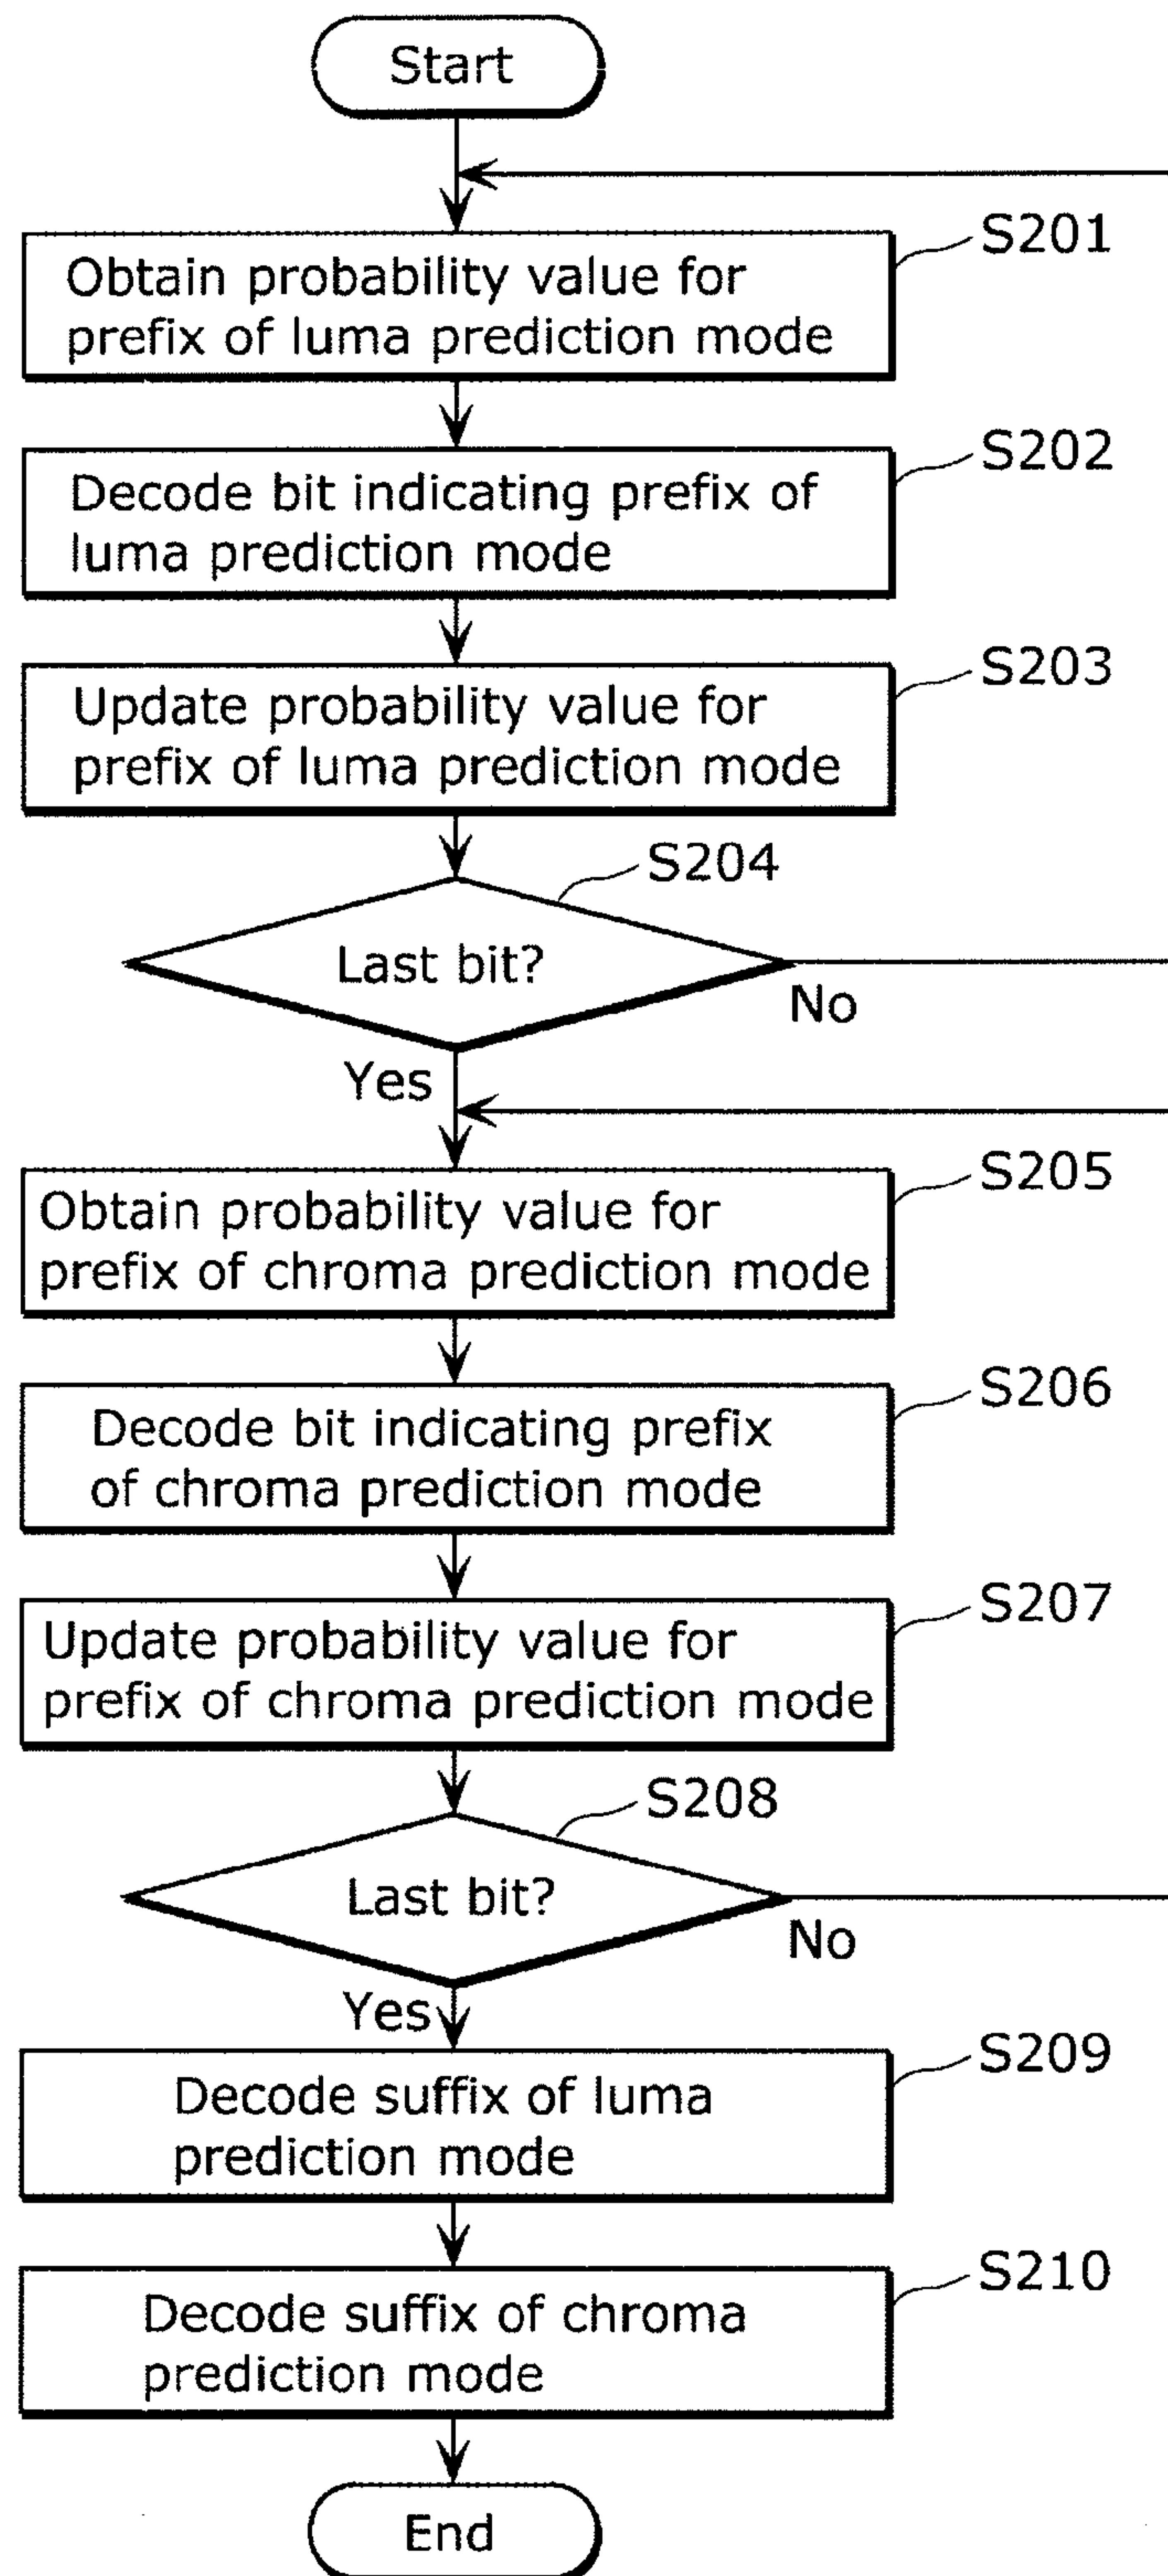 Start
S201
Obtain probability value for
prefix of luma prediction mode
S202
Decode bit indicating prefix of
luma prediction mode
S203
Update probability value for
prefix of luma prediction mode
S204
Last bit?
No
Yes
S205
Obtain probability value for
prefix of chroma prediction mode
S206
Decode bit indicating prefix
of chroma prediction mode
S207
Update probability value for
prefix of chroma prediction mode
S208
Last bit?
No
Yes
S209
Decode suffix of luma
prediction mode
S210
Decode suffix of chroma
prediction mode
End